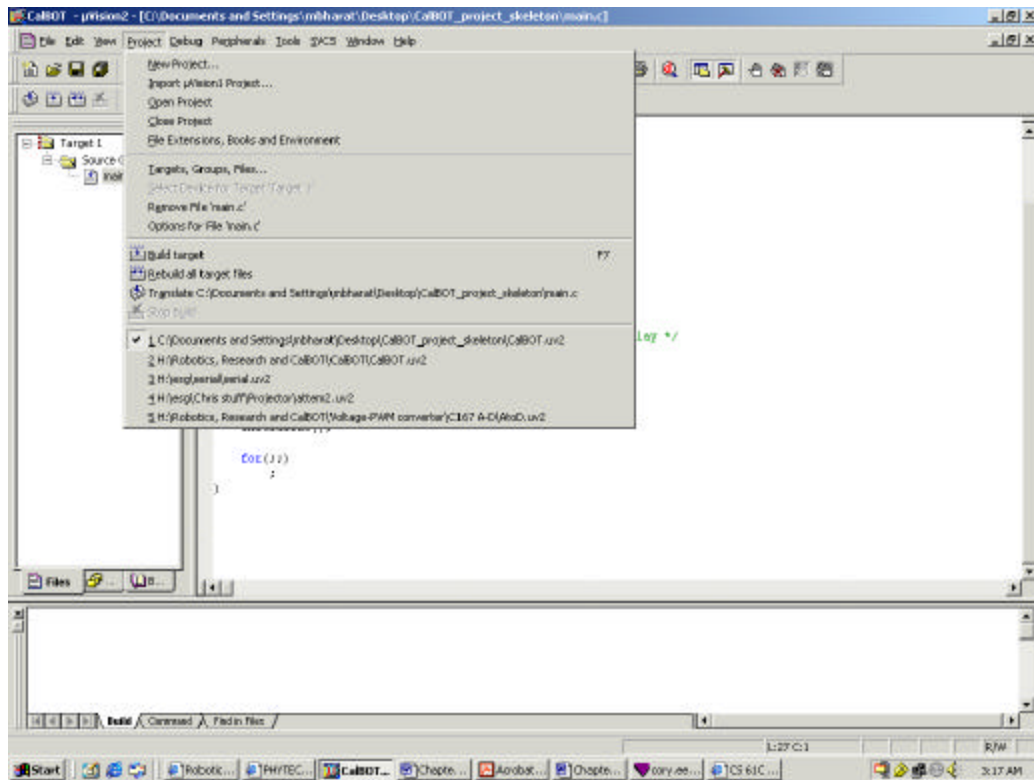 CalBOT - µVision2 - [C:\Documents and Settings\mbharat\Desktop\CalBOT_project_skeleton\main.c]
File Edit View Project Debug Peripherals Tools SVCS Window Help
New Project...
Import µVision1 Project...
Open Project
Close Project
File Extensions, Books and Environment
Targets, Groups, Files...
Select Device for Target 'Target 1'
Remove File 'main.c'
Options for File 'main.c'
Build target F7
Rebuild all target files
Translate C:\Documents and Settings\mbharat\Desktop\CalBOT_project_skeleton\main.c
Stop build
1 C:\Documents and Settings\mbharat\Desktop\CalBOT_project_skeleton\CalBOT.uv2
2 H:\Robotics, Research and CalBOT\CalBOT\CalBOT.uv2
3 H:\esg\serial\serial.uv2
4 H:\esg\Chris stuff\Projector\attem2.uv2
5 H:\Robotics, Research and CalBOT\Voltage-PWM converter\C167 A-D\AtoD.uv2
Target 1
Source G
main
lay */
for(;;)
;
}
Files
B...
Build Command Find in Files
L:27 C:1 R/W
Start Robotic... PHYTEC... CalBOT... Chapte... Acrobat... Chapte... cory.ee... CS 61C... 3:17 AM